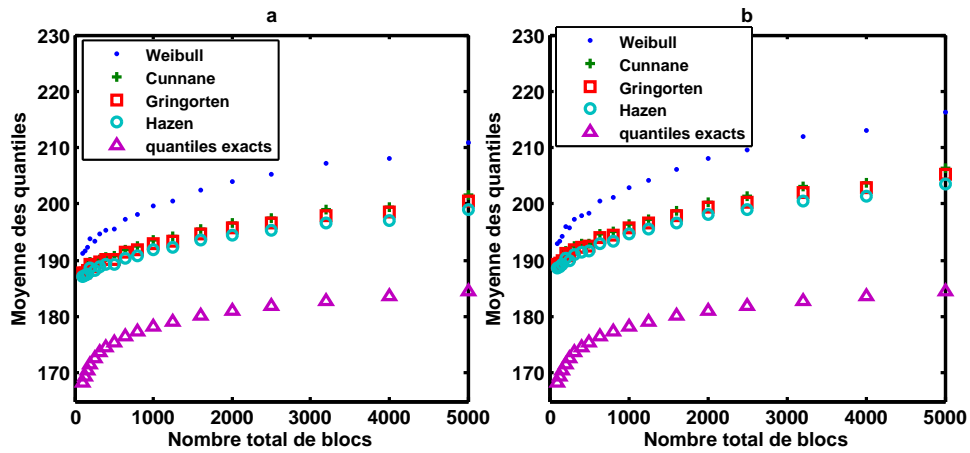 a
230
220
210
200
190
180
170
Moyenne des quantiles
0
1000
2000
3000
4000
5000
Nombre total de blocs
Weibull
Cunnane
Gringorten
Hazen
quantiles exacts
b
230
220
210
200
190
180
170
Moyenne des quantiles
0
1000
2000
3000
4000
5000
Nombre total de blocs
Weibull
Cunnane
Gringorten
Hazen
quantiles exacts